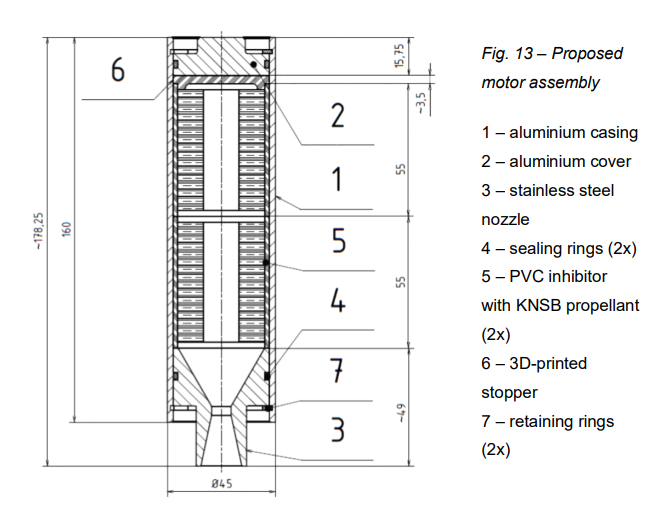 6
2
1
5
4
7
3
~178,25
160
15,75
~3,5
55
55
~49
Ø45
Fig. 13 – Proposed
motor assembly
1 – aluminium casing
2 – aluminium cover
3 – stainless steel
nozzle
4 – sealing rings (2x)
5 – PVC inhibitor
with KNSB propellant
(2x)
6 – 3D-printed
stopper
7 – retaining rings
(2x)